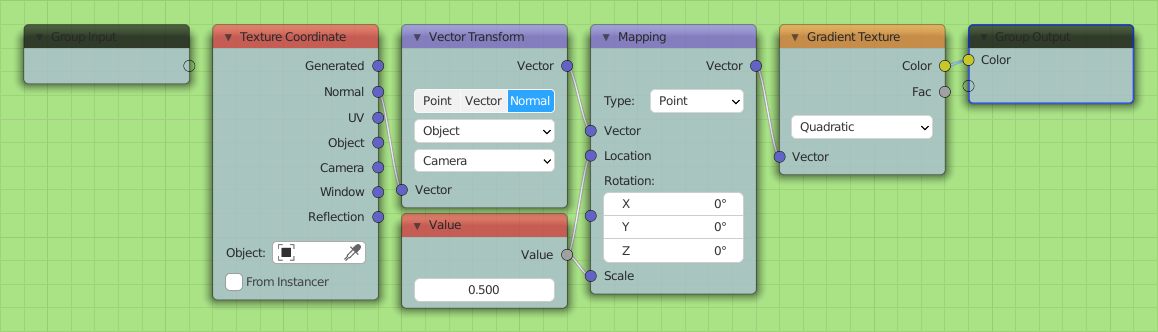 Group Input
Texture Coordinate
Generated
Normal
UV
Object
Camera
Window
Reflection
Object:
From Instancer
Vector Transform
Vector
Point Vector Normal
Object
Camera
Vector
Value
Value
0.500
Mapping
Vector
Type: Point
Vector
Location
Rotation:
X 0°
Y 0°
Z 0°
Scale
Gradient Texture
Color
Fac
Quadratic
Vector
Group Output
Color